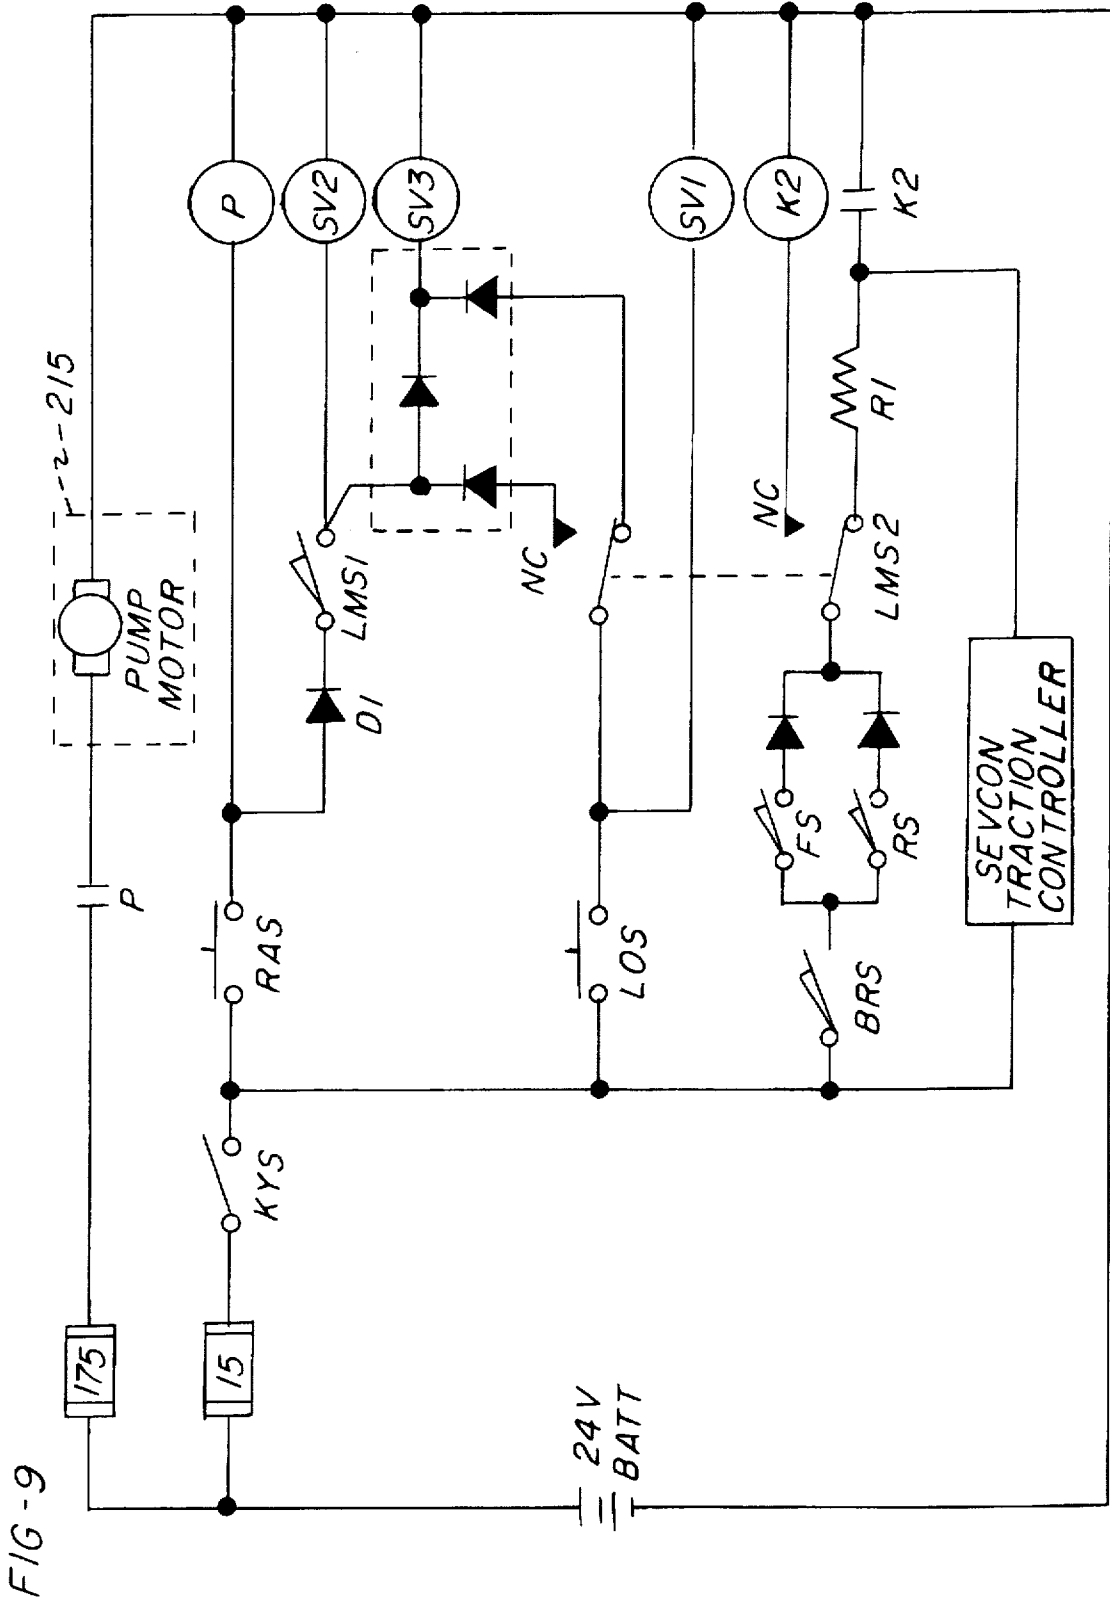 FIG-9
175
P
PUMP
MOTOR
215
15
KYS
RAS
P
D1
LMS1
SV2
SV3
NC
24V
BATT
LOS
SV1
BRS
FS
RS
NC
K2
LMS2
R1
K2
SEVCON
TRACTION
CONTROLLER